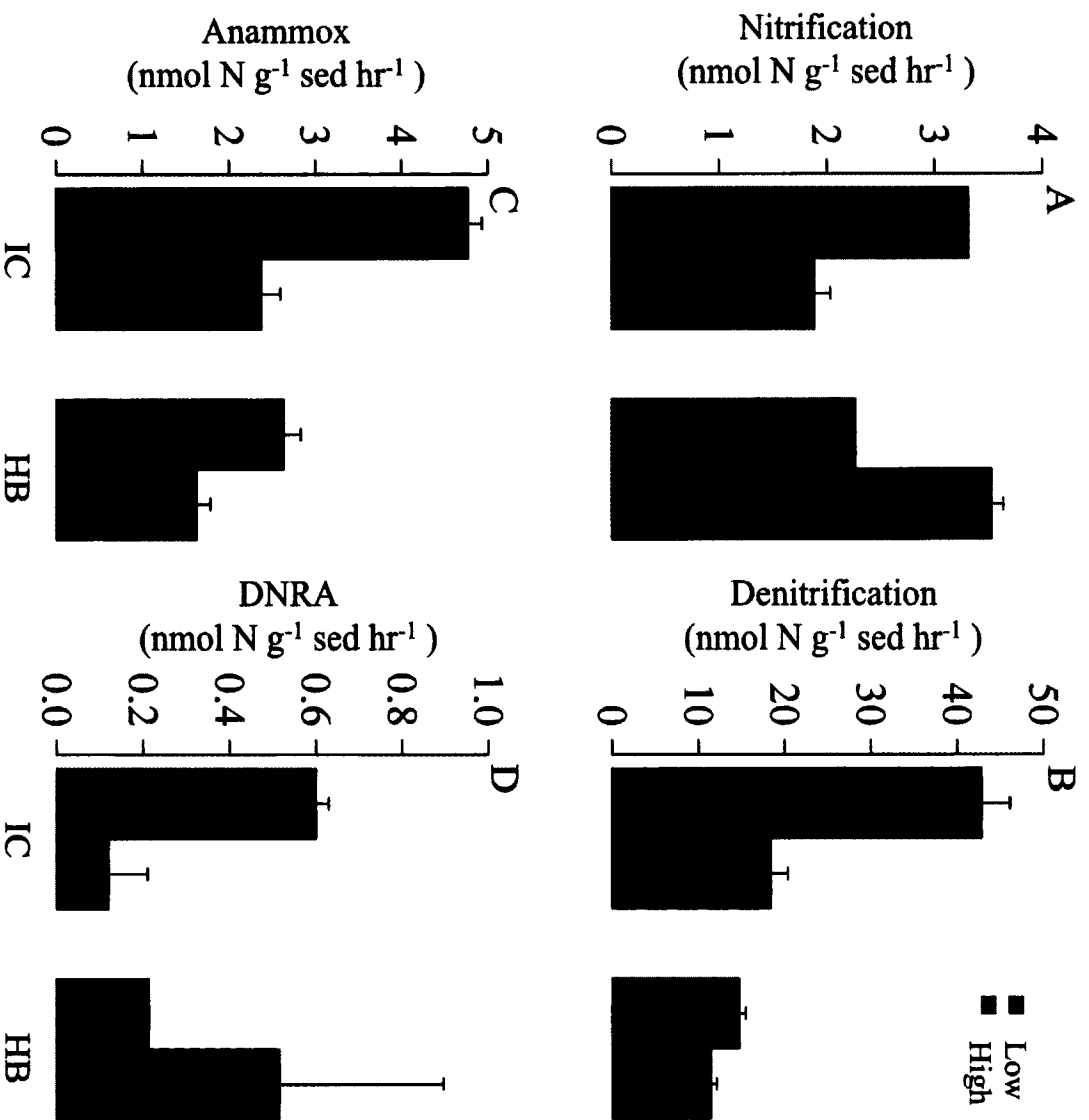 Nitrification
(nmol N g⁻¹ sed hr⁻¹ )
A
4
3
2
1
0
Denitrification
(nmol N g⁻¹ sed hr⁻¹ )
B
50
40
30
20
10
0
Low
High
Anammox
(nmol N g⁻¹ sed hr⁻¹ )
C
5
4
3
2
1
0
IC
HB
DNRA
(nmol N g⁻¹ sed hr⁻¹ )
D
1.0
0.8
0.6
0.4
0.2
0.0
IC
HB